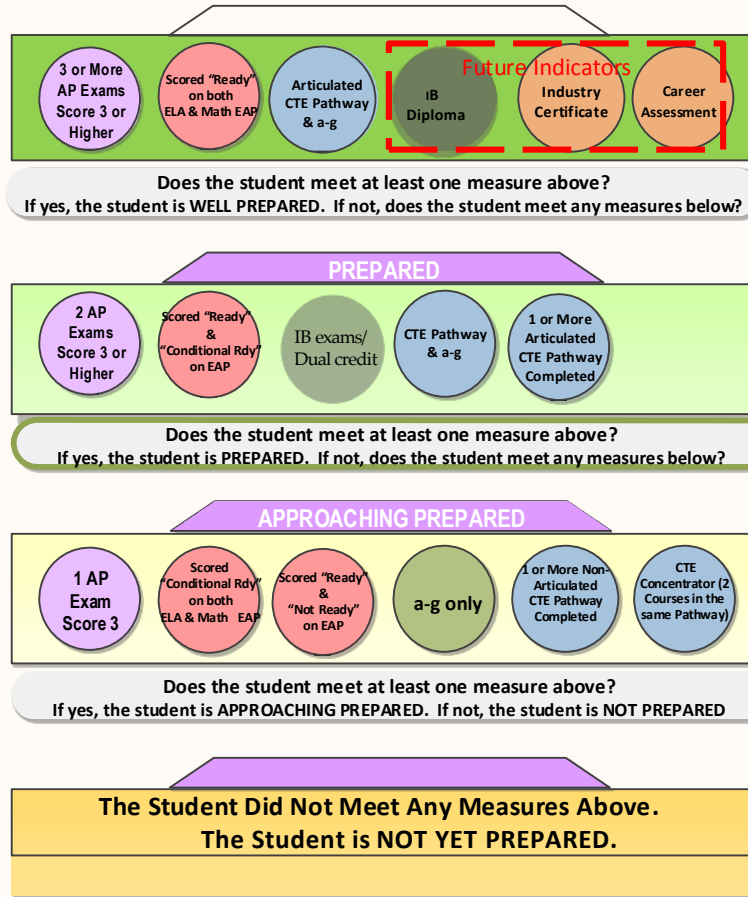 3 or More
AP Exams
Score 3 or
Higher
Scored “Ready”
on both
ELA & Math EAP
Articulated
CTE Pathway
& a-g
Future Indicators
IB
Diploma
Industry
Certificate
Career
Assessment
Does the student meet at least one measure above?
If yes, the student is WELL PREPARED. If not, does the student meet any measures below?
PREPARED
2 AP
Exams
Score 3 or
Higher
Scored “Ready”
&
“Conditional Rdy”
on EAP
IB exams/
Dual credit
CTE Pathway
& a-g
1 or More
Articulated
CTE Pathway
Completed
Does the student meet at least one measure above?
If yes, the student is PREPARED. If not, does the student meet any measures below?
APPROACHING PREPARED
1 AP
Exam
Score 3
Scored
“Conditional Rdy”
on both
ELA & Math EAP
Scored “Ready”
&
“Not Ready”
on EAP
a-g only
1 or More Non-
Articulated
CTE Pathway
Completed
CTE
Concentrator (2
Courses in the
same Pathway)
Does the student meet at least one measure above?
If yes, the student is APPROACHING PREPARED. If not, the student is NOT PREPARED
The Student Did Not Meet Any Measures Above.
The Student is NOT YET PREPARED.